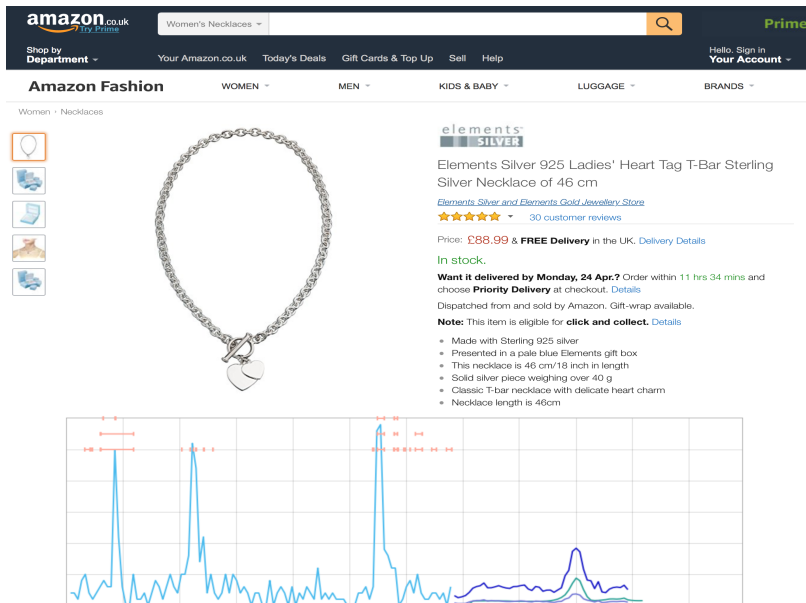 amazon.co.uk
Try Prime
Women's Necklaces
Prime
Shop by
Department
Your Amazon.co.uk Today's Deals Gift Cards & Top Up Sell Help
Hello. Sign in
Your Account
Amazon Fashion WOMEN MEN KIDS & BABY LUGGAGE BRANDS
Women › Necklaces
elements
SILVER
Elements Silver 925 Ladies' Heart Tag T-Bar Sterling
Silver Necklace of 46 cm
Elements Silver and Elements Gold Jewellery Store
30 customer reviews
Price: £88.99 & FREE Delivery in the UK. Delivery Details
In stock.
Want it delivered by Monday, 24 Apr.? Order within 11 hrs 34 mins and
choose Priority Delivery at checkout. Details
Dispatched from and sold by Amazon. Gift-wrap available.
Note: This item is eligible for click and collect. Details
Made with Sterling 925 silver
Presented in a pale blue Elements gift box
This necklace is 46 cm/18 inch in length
Solid silver piece weighing over 40 g
Classic T-bar necklace with delicate heart charm
Necklace length is 46cm